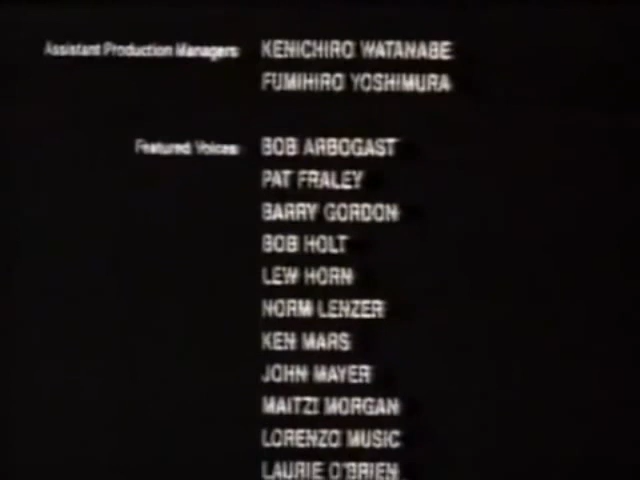 Assistant Production Managers KENICHIRO WATANABE
FUMIHIRO YOSHIMURA
Featured Voices BOB ARBOGAST
PAT FRALEY
BARRY GORDON
BOB HOLT
LEW HORN
NORM LENZER
KEN MARS
JOHN MAYER
MAITZI MORGAN
LORENZO MUSIC
LAURIE O'BRIEN